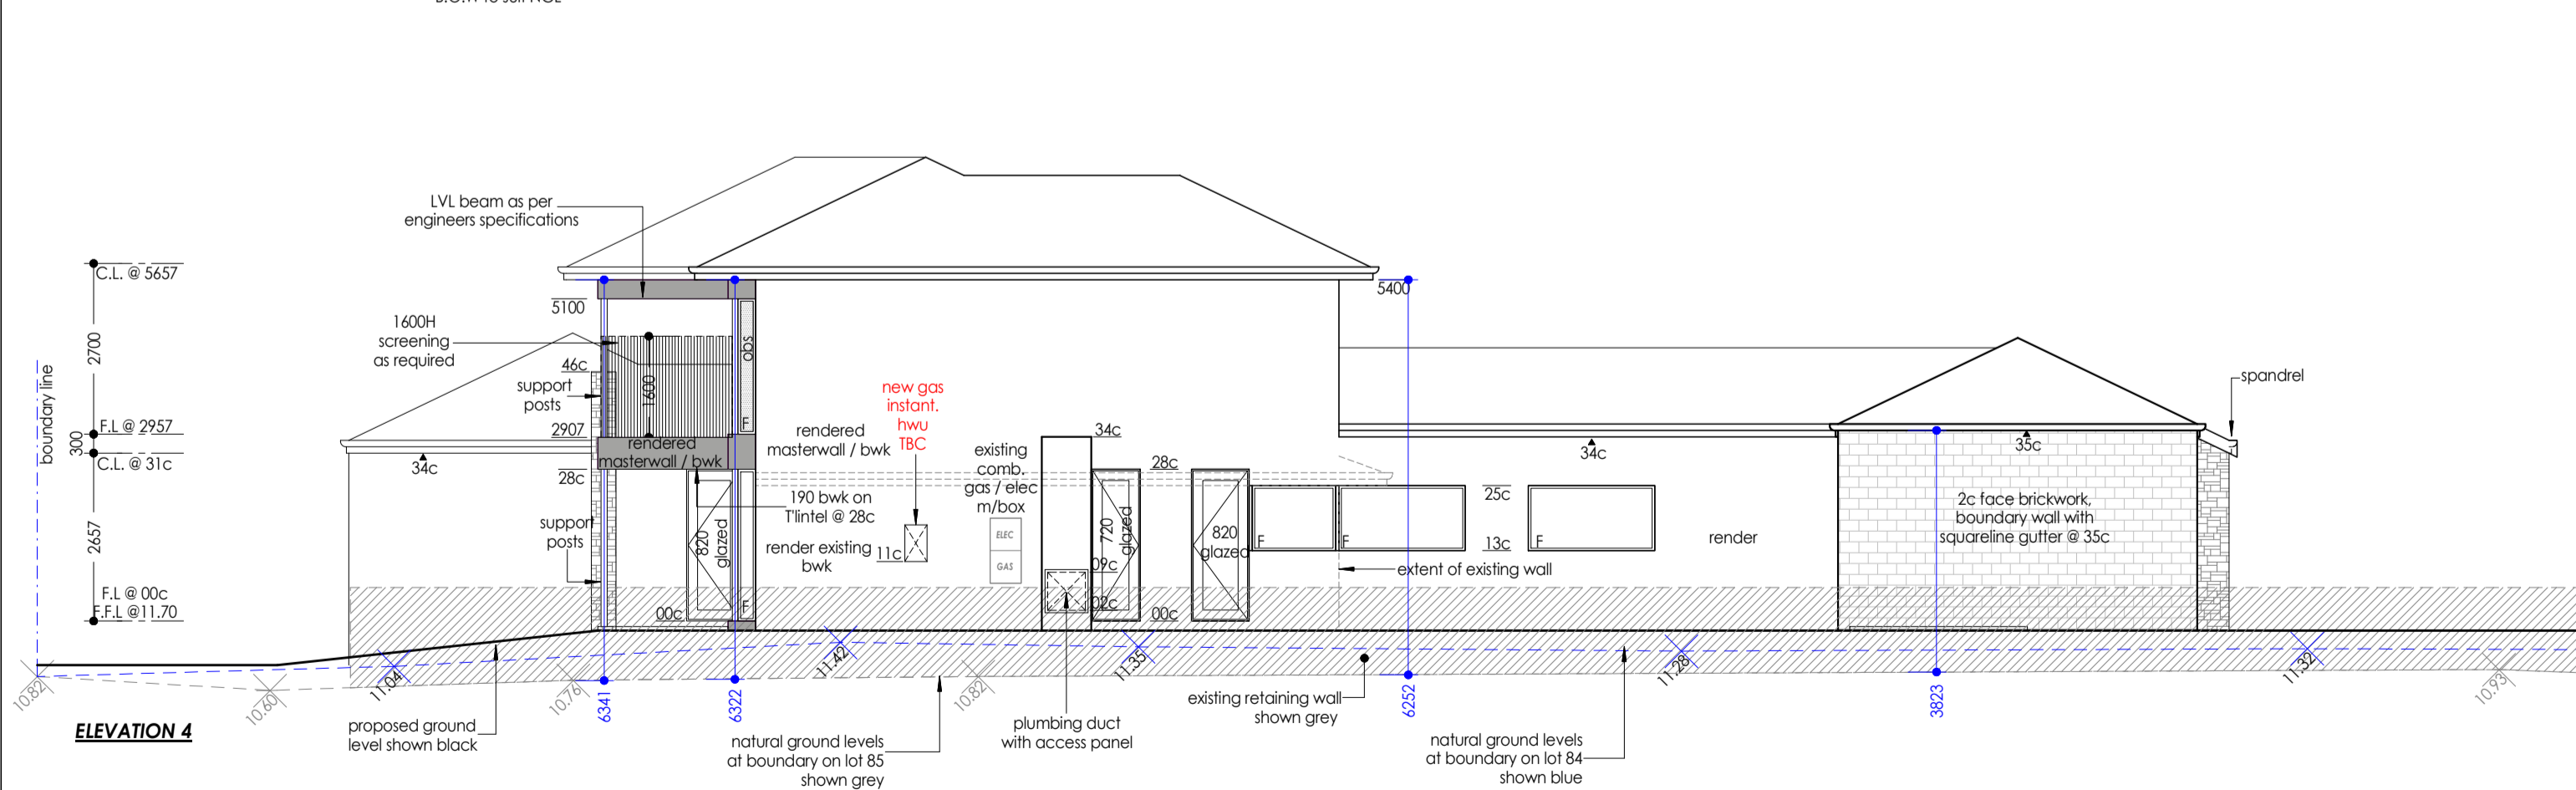 LVL beam as per
engineers specifications
C.L. @ 5657
2700
F.L @ 2957
300
C.L. @ 31c
2657
F.L @ 00c
F.F.L @11.70
boundary line
1600H
screening
as required
5100
46c
support
posts
2907
34c
28c
support
posts
1600
obs
F
rendered
masterwall / bwk
rendered
masterwall / bwk
new gas
instant.
hwu
TBC
190 bwk on
T'lintel @ 28c
render existing
bwk
11c
820
glazed
00c
F
existing
comb.
gas / elec
m/box
ELEC
GAS
34c
28c
720
glazed
09c
02c
00c
820
glazed
5400
F
F
25c
13c
F
extent of existing wall
34c
render
35c
2c face brickwork,
boundary wall with
squareline gutter @ 35c
spandrel
10.82
10.60
11.04
10.76
6341
6322
11.42
10.82
11.35
6252
11.28
3823
11.32
10.93
ELEVATION 4
proposed ground
level shown black
natural ground levels
at boundary on lot 85
shown grey
plumbing duct
with access panel
existing retaining wall
shown grey
natural ground levels
at boundary on lot 84
shown blue